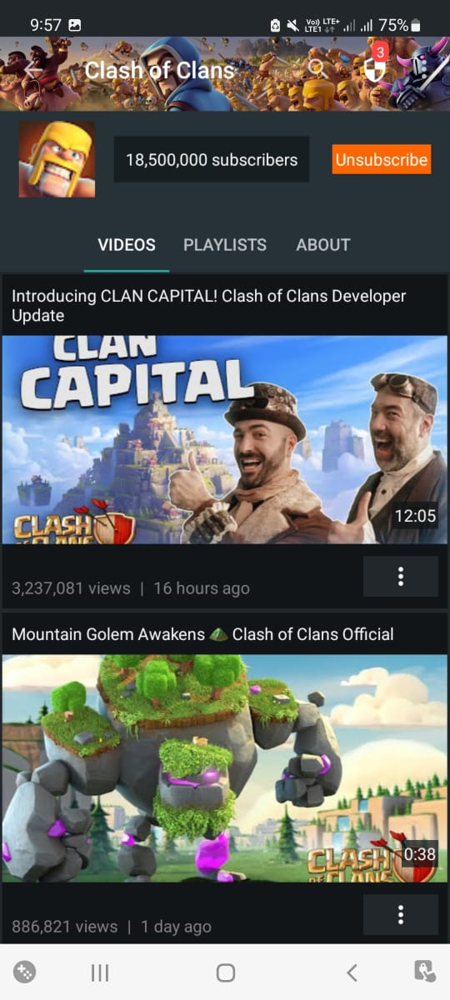 9:57
Vo)) LTE+
LTE1
75%
Clash of Clans
3
18,500,000 subscribers
Unsubscribe
VIDEOS PLAYLISTS ABOUT
Introducing CLAN CAPITAL! Clash of Clans Developer
Update
CLAN
CAPITAL
CLASH
OF CLANS
12:05
3,237,081 views | 16 hours ago
Mountain Golem Awakens Clash of Clans Official
CLASH
OF CLANS
0:38
886,821 views | 1 day ago